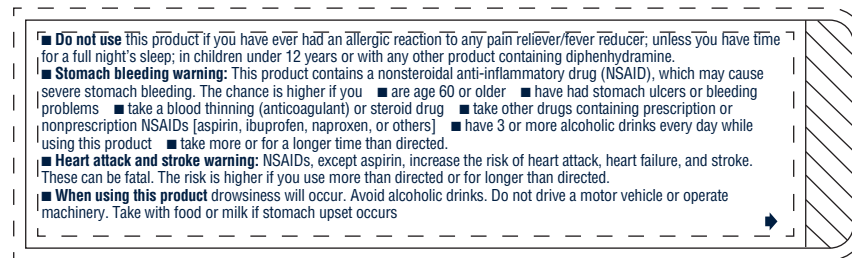 ■ Do not use this product if you have ever had an allergic reaction to any pain reliever/fever reducer; unless you have time
for a full night's sleep; in children under 12 years or with any other product containing diphenhydramine.
■ Stomach bleeding warning: This product contains a nonsteroidal anti-inflammatory drug (NSAID), which may cause
severe stomach bleeding. The chance is higher if you ■ are age 60 or older ■ have had stomach ulcers or bleeding
problems ■ take a blood thinning (anticoagulant) or steroid drug ■ take other drugs containing prescription or
nonprescription NSAIDs [aspirin, ibuprofen, naproxen, or others] ■ have 3 or more alcoholic drinks every day while
using this product ■ take more or for a longer time than directed.
■ Heart attack and stroke warning: NSAIDs, except aspirin, increase the risk of heart attack, heart failure, and stroke.
These can be fatal. The risk is higher if you use more than directed or for longer than directed.
■ When using this product drowsiness will occur. Avoid alcoholic drinks. Do not drive a motor vehicle or operate
machinery. Take with food or milk if stomach upset occurs